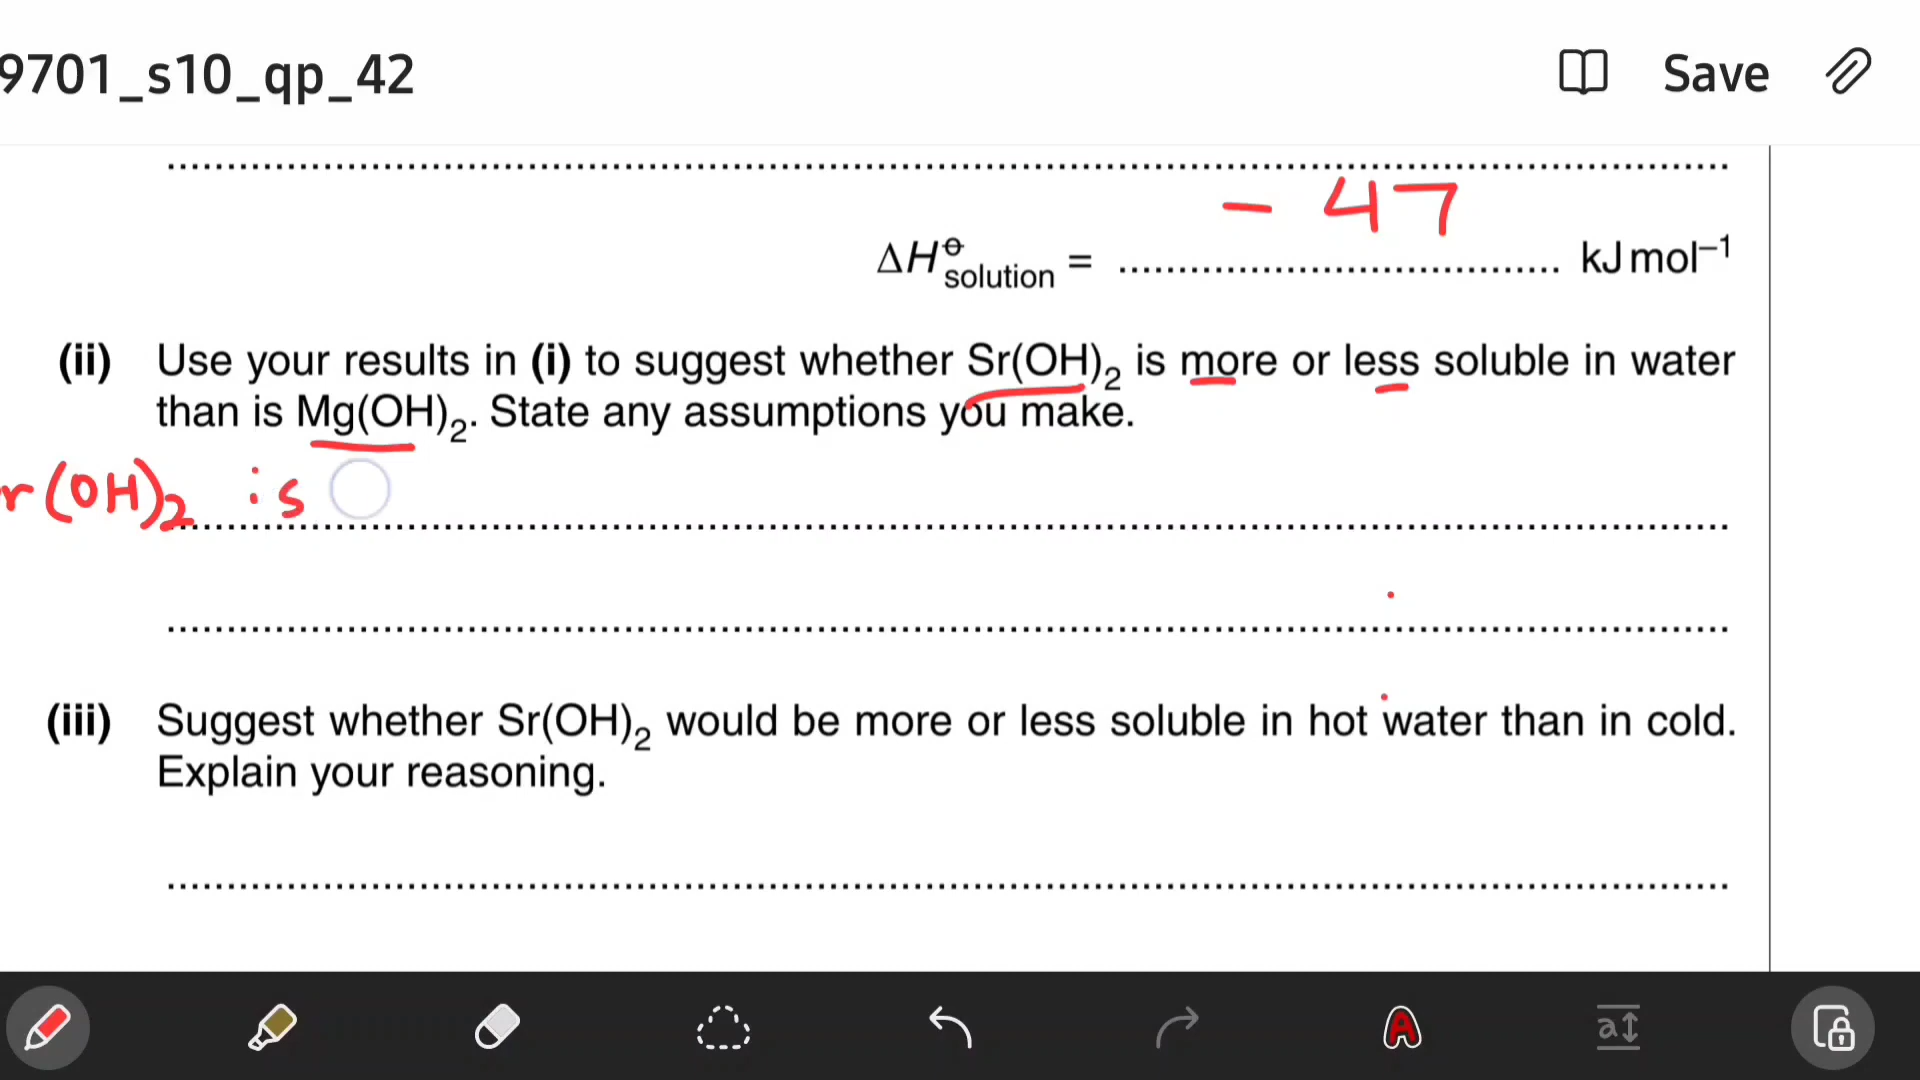 9701_s10_qp_42
Save
– 47
ΔH⦵solution = ........................................ kJ mol⁻¹
(ii) Use your results in (i) to suggest whether Sr(OH)₂ is more or less soluble in water
than is Mg(OH)₂. State any assumptions you make.
r(OH)₂ is
(iii) Suggest whether Sr(OH)₂ would be more or less soluble in hot water than in cold.
Explain your reasoning.
A
a